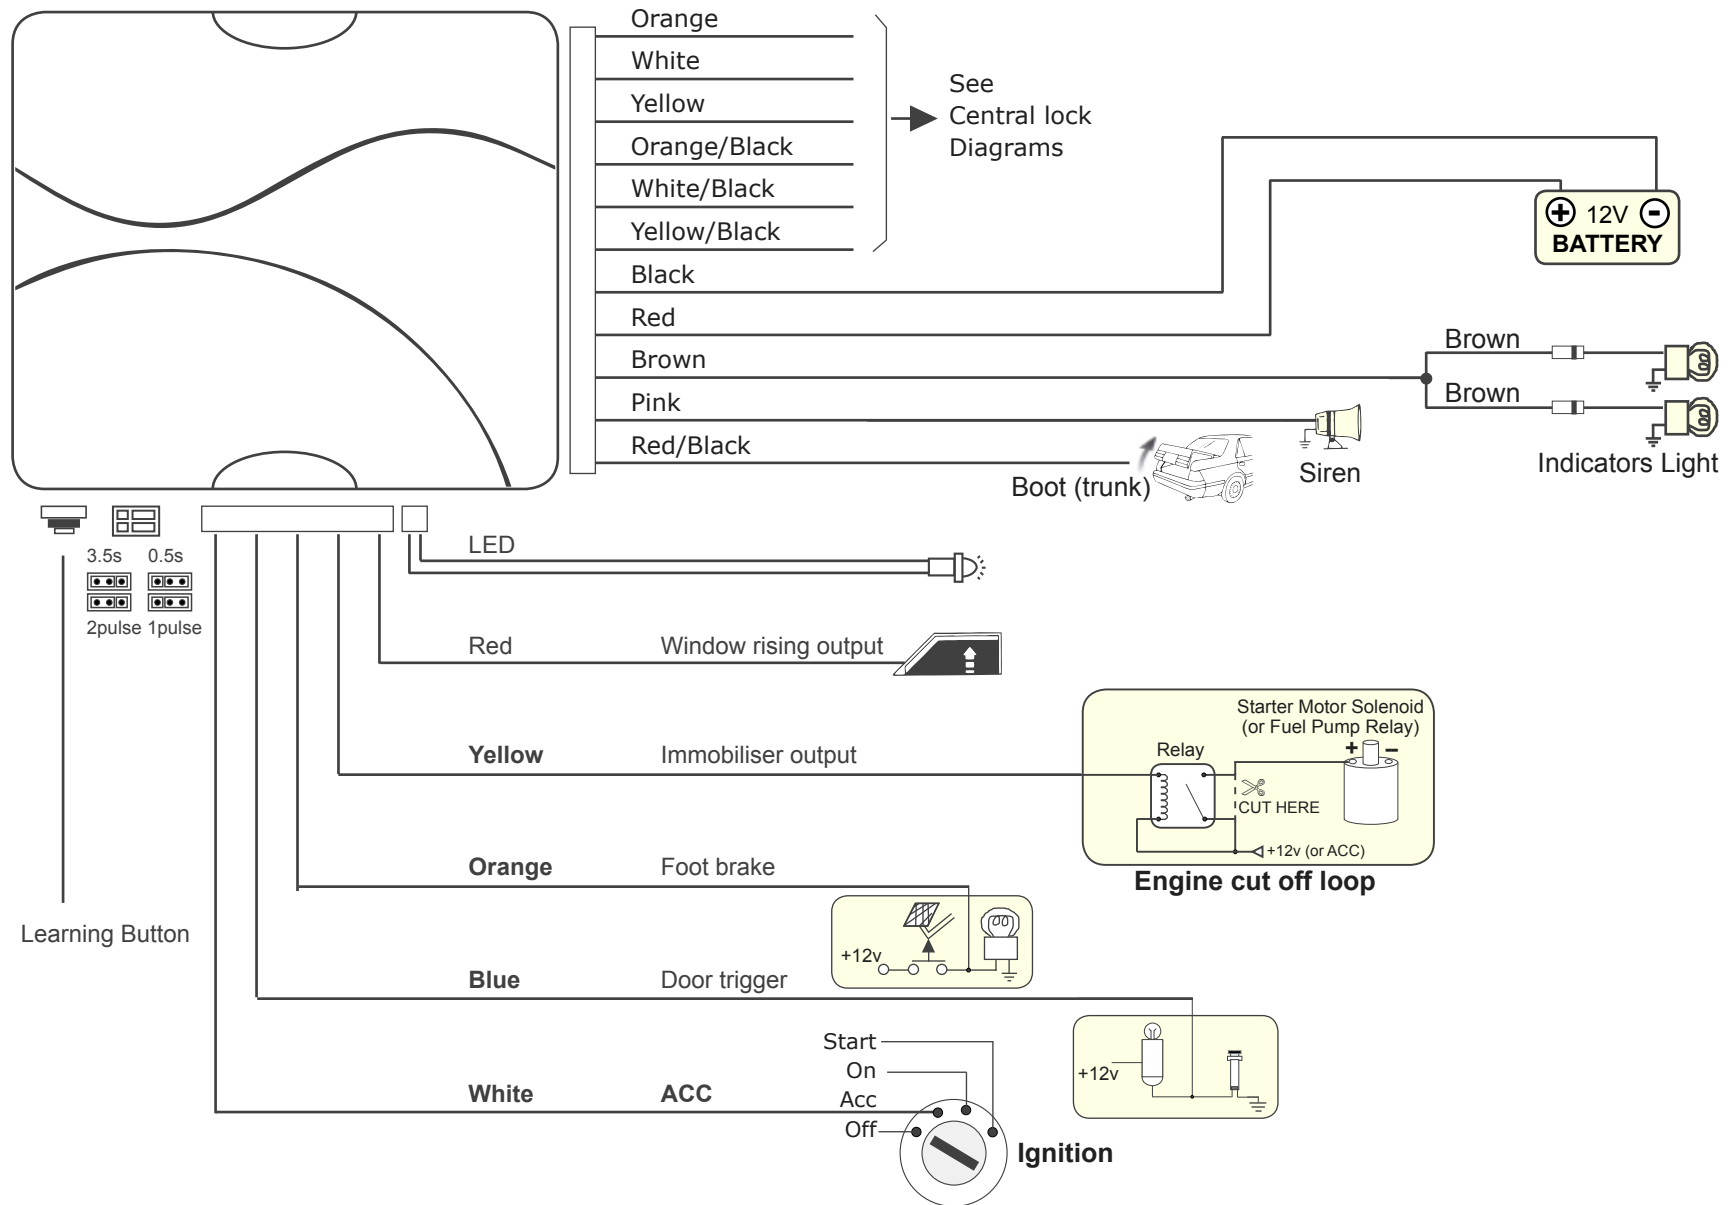 Orange
White
Yellow
Orange/Black
White/Black
Yellow/Black
See
Central lock
Diagrams
Black
Red
Brown
Pink
Red/Black
12V
BATTERY
Brown
Brown
Indicators Light
Siren
Boot (trunk)
3.5s 0.5s
2pulse 1pulse
Learning Button
LED
Red Window rising output
Yellow Immobiliser output
Starter Motor Solenoid
(or Fuel Pump Relay)
Relay
+ –
CUT HERE
+12v (or ACC)
Engine cut off loop
Orange Foot brake
+12v
Blue Door trigger
+12v
White ACC
Start
On
Acc
Off
Ignition